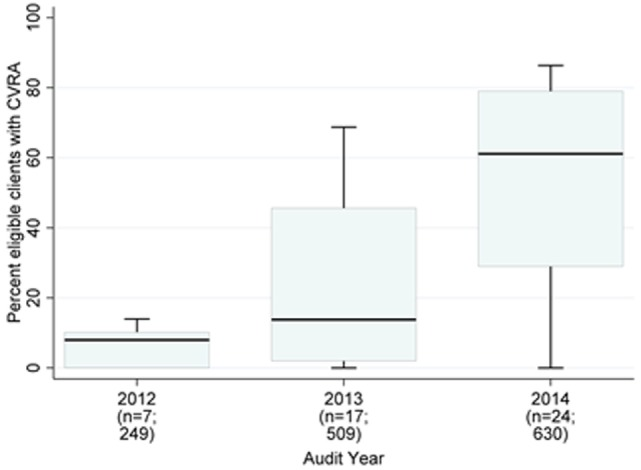 Percent eligible clients with CVRA
100
80
60
40
20
0
2012
(n=7;
249)
2013
(n=17;
509)
2014
(n=24;
630)
Audit Year